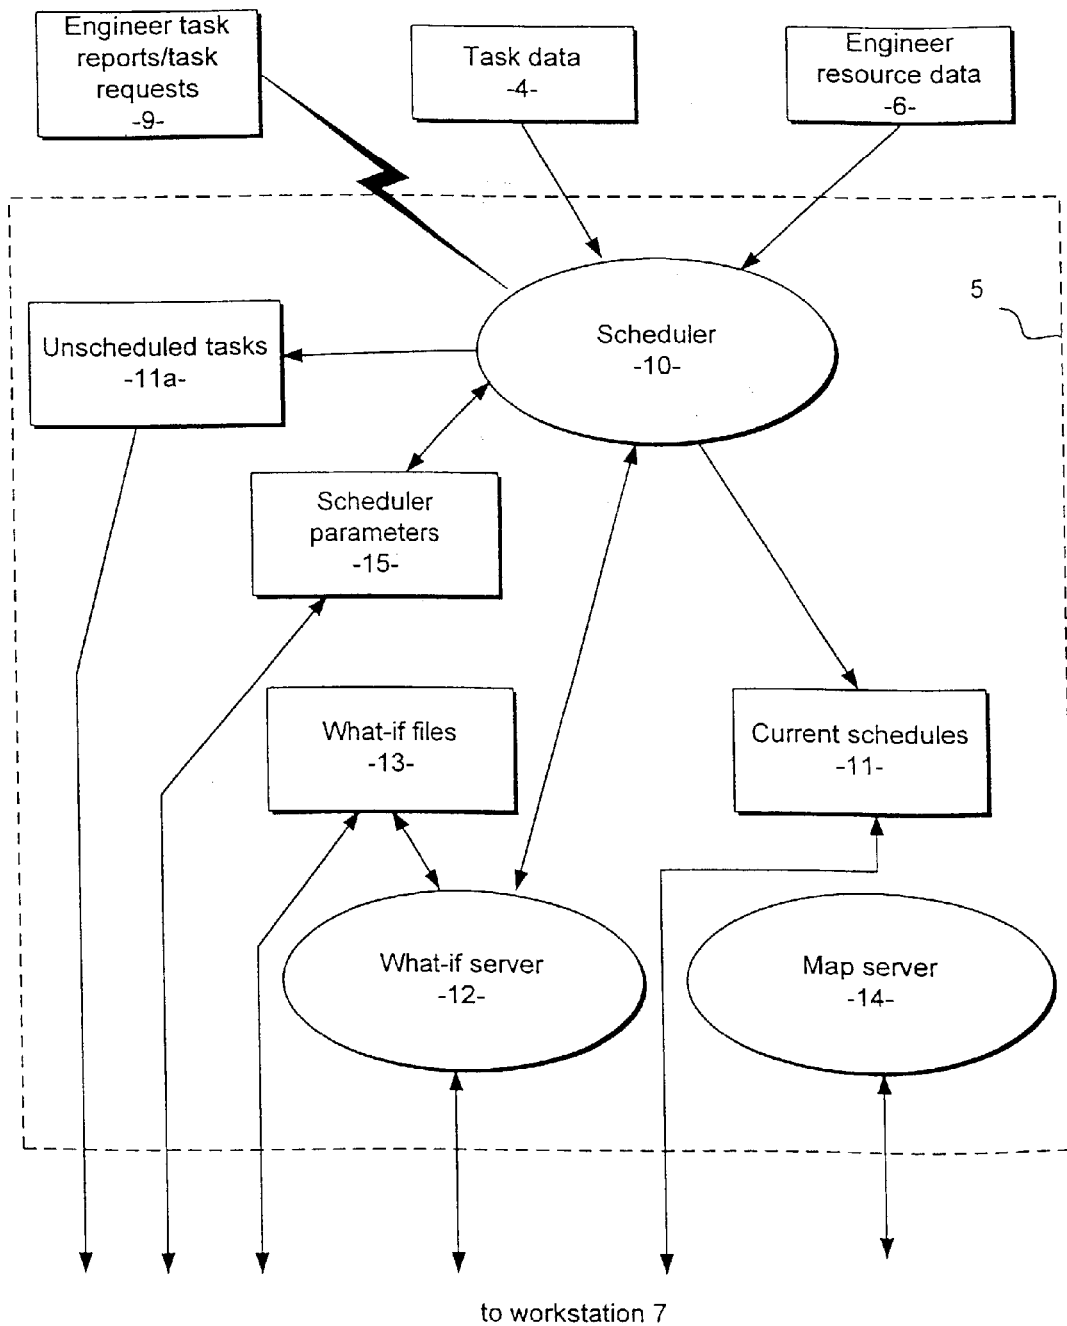 Engineer task
reports/task
requests
-9-
Task data
-4-
Engineer
resource data
-6-
5
Scheduler
-10-
Unscheduled tasks
-11a-
Scheduler
parameters
-15-
What-if files
-13-
Current schedules
-11-
What-if server
-12-
Map server
-14-
to workstation 7